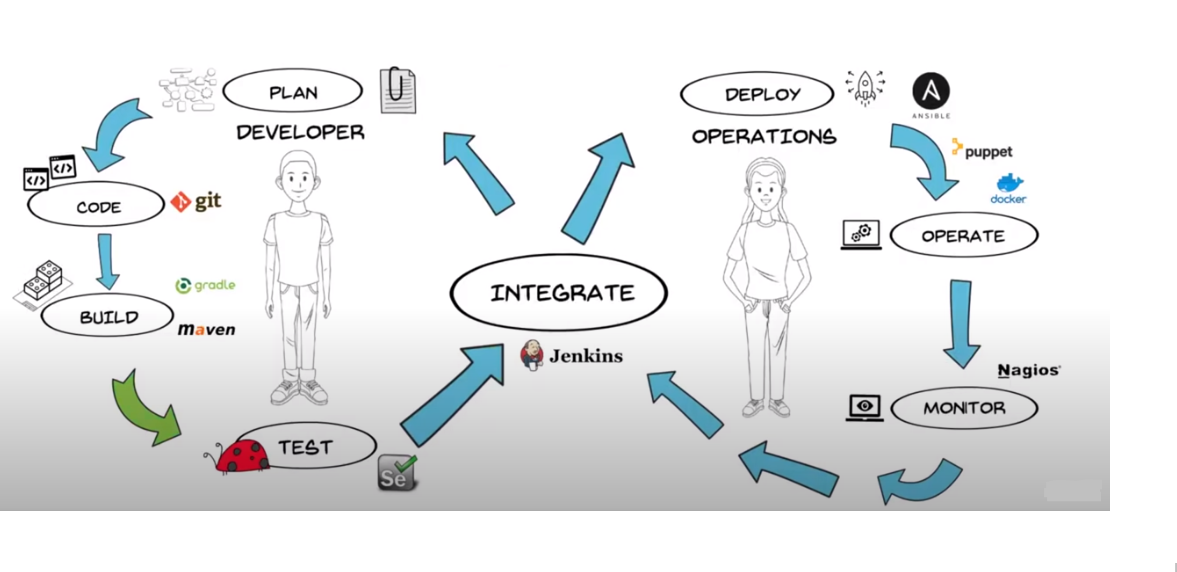 PLAN
DEVELOPER
</>
</>
CODE
git
gradle
BUILD
maven
TEST
Se
INTEGRATE
Jenkins
DEPLOY
ANSIBLE
OPERATIONS
puppet
docker
OPERATE
Nagios
MONITOR